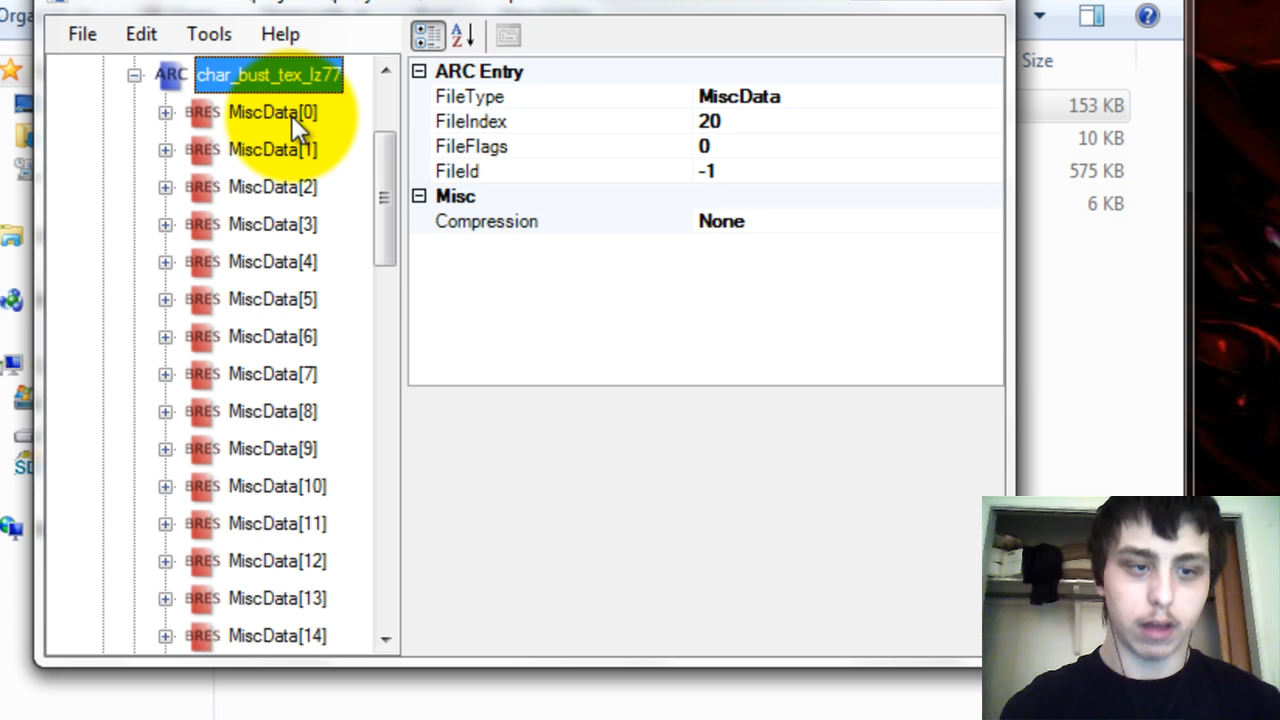 Orga
File Edit Tools Help
Size
ARC char_bust_tex_lz77
BRES MiscData[0]
BRES MiscData[1]
BRES MiscData[2]
BRES MiscData[3]
BRES MiscData[4]
BRES MiscData[5]
BRES MiscData[6]
BRES MiscData[7]
BRES MiscData[8]
BRES MiscData[9]
BRES MiscData[10]
BRES MiscData[11]
BRES MiscData[12]
BRES MiscData[13]
BRES MiscData[14]
ARC Entry
FileType MiscData
FileIndex 20
FileFlags 0
FileId -1
Misc
Compression None
153 KB
10 KB
575 KB
6 KB
SD